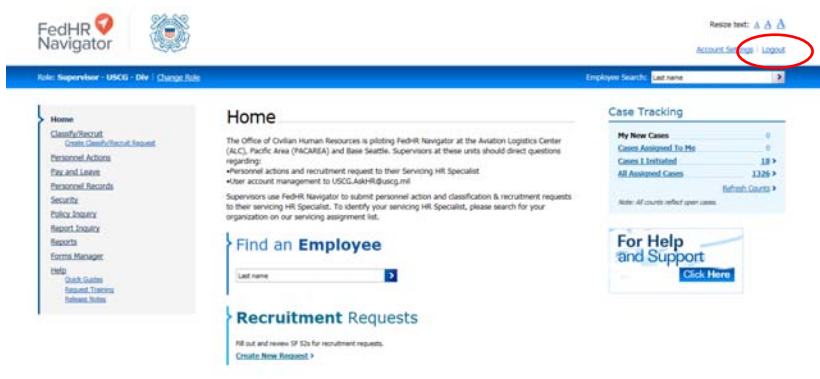 FedHR
Navigator
Resize text: A A A
Account Settings | Logout
Role: Supervisor - USCG - Div | Change Role
Employee Search: Last name
Home
Classify/Recruit
Create Classify/Recruit Request
Personnel Actions
Pay and Leave
Personnel Records
Security
Policy Inquiry
Report Inquiry
Reports
Forms Manager
Help
Quick Guides
Request Training
Release Notes
Home
The Office of Civilian Human Resources is piloting FedHR Navigator at the Aviation Logistics Center
(ALC), Pacific Area (PACAREA) and Base Seattle. Supervisors at these units should direct questions
regarding:
•Personnel actions and recruitment request to their Servicing HR Specialist
•User account management to USCG.AskHR@uscg.mil
Supervisors use FedHR Navigator to submit personnel action and classification & recruitment requests
to their servicing HR Specialist. To identify your servicing HR Specialist, please search for your
organization on our servicing assignment list.
Find an Employee
Last name
Recruitment Requests
Fill out and review SF 52s for recruitment requests.
Create New Request >
Case Tracking
My New Cases 0
Cases Assigned To Me 0
Cases I Initiated 18 >
All Assigned Cases 1326 >
Refresh Counts >
Note: All counts reflect open cases.
For Help
and Support
Click Here